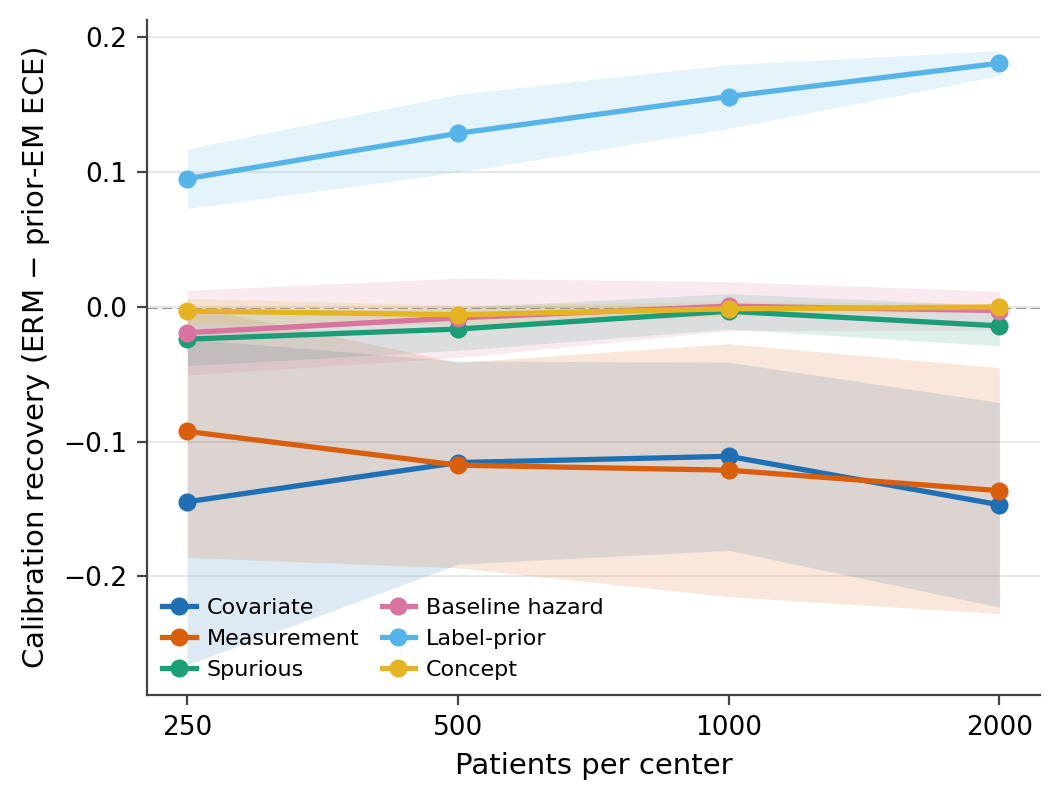 Calibration recovery (ERM − prior-EM ECE)
0.2
0.1
0.0
−0.1
−0.2
Covariate
Measurement
Spurious
Baseline hazard
Label-prior
Concept
250
500
1000
2000
Patients per center